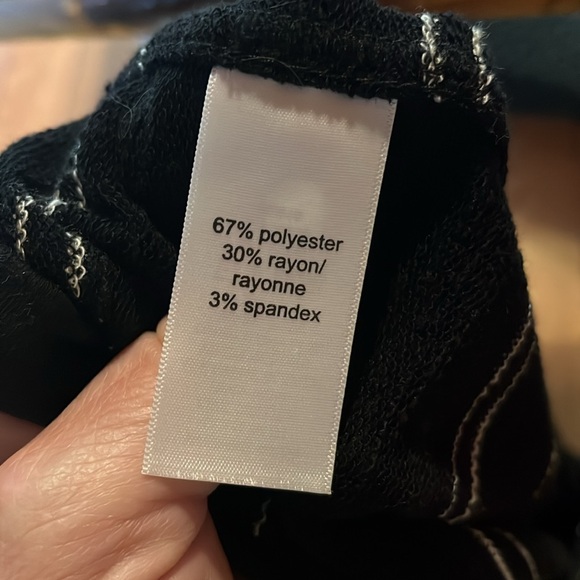 67% polyester
30% rayon/
rayonne
3% spandex